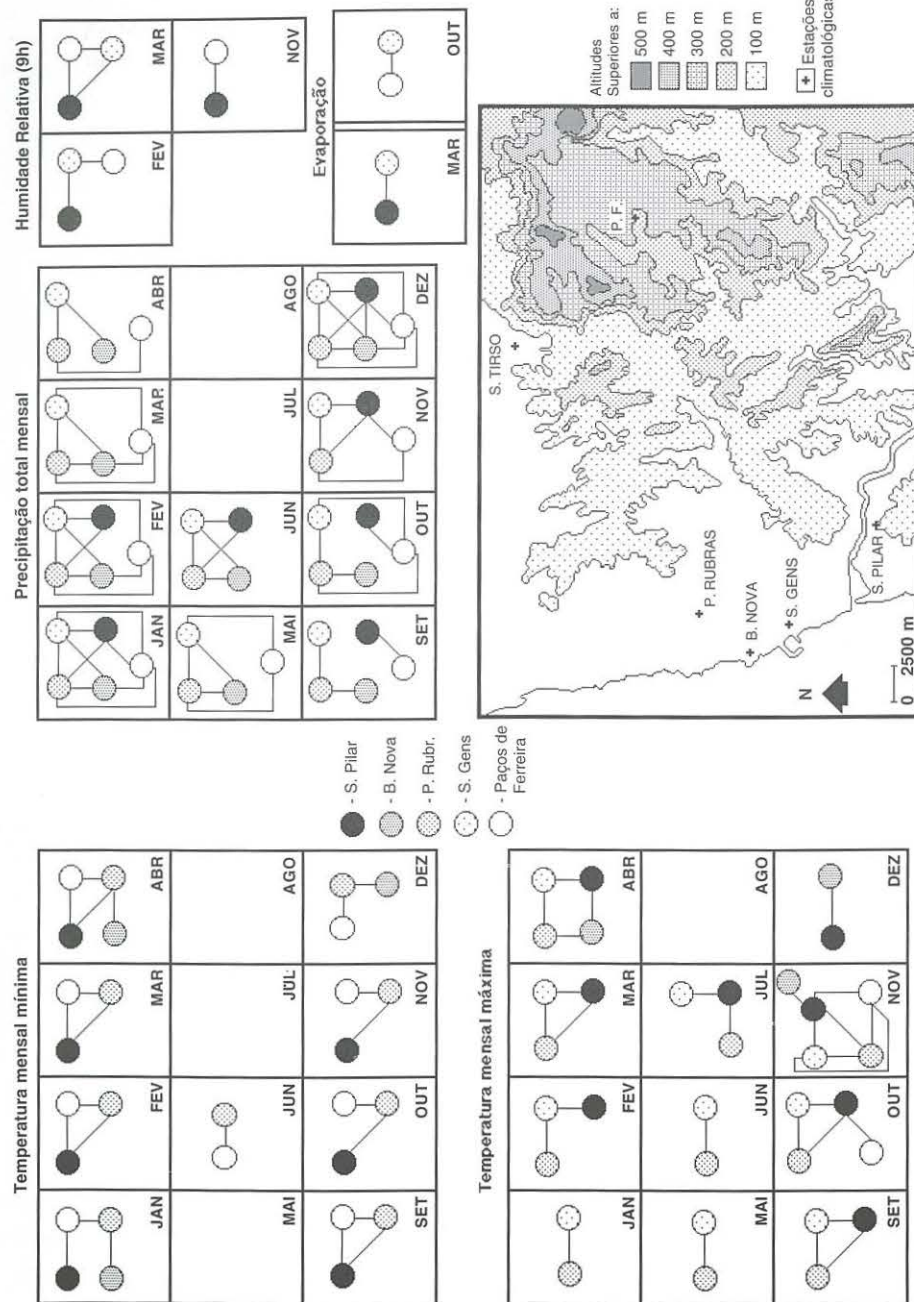 Temperatura mensal mínima
JAN
FEV
MAR
ABR
MAI
JUN
JUL
AGO
SET
OUT
NOV
DEZ
Temperatura mensal máxima
JAN
FEV
MAR
ABR
MAI
JUN
JUL
AGO
SET
OUT
NOV
DEZ
- S. Pilar
- B. Nova
- P. Rubr.
- S. Gens
- Paços de
Ferreira
Precipitação total mensal
JAN
FEV
MAR
ABR
MAI
JUN
JUL
AGO
SET
OUT
NOV
DEZ
Humidade Relativa (9h)
FEV
MAR
NOV
Evaporação
MAR
OUT
S. TIRSO
P. F.
P. RUBRAS
B. NOVA
S. GENS
S. PILAR
N
0 2500 m
Altitudes
Superiores a:
500 m
400 m
300 m
200 m
100 m
+ Estações
climatológicas